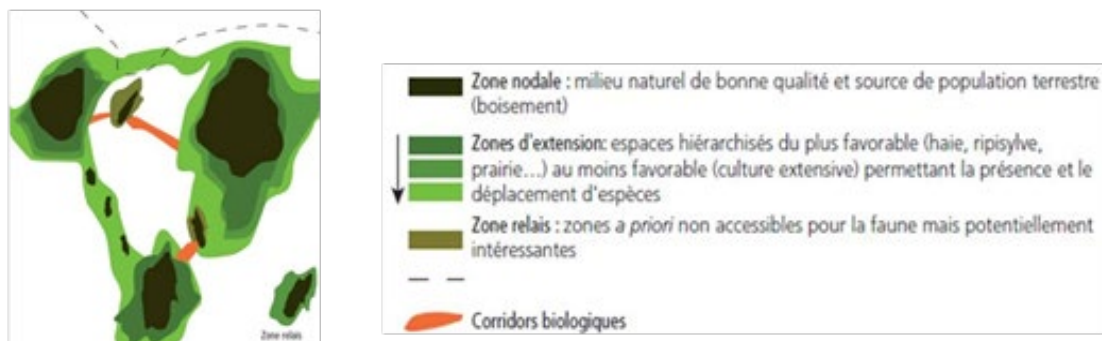 Zone relais
Zone nodale : milieu naturel de bonne qualité et source de population terrestre
(boisement)
Zones d'extension: espaces hiérarchisés du plus favorable (haie, ripisylve,
prairie...) au moins favorable (culture extensive) permettant la présence et le
déplacement d'espèces
Zone relais : zones a priori non accessibles pour la faune mais potentiellement
intéressantes
Corridors biologiques